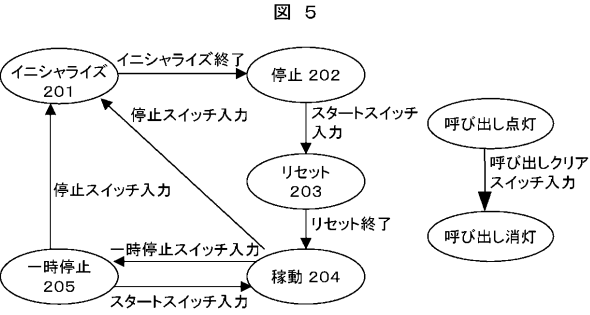 図 5
イニシャライズ
201
イニシャライズ終了
停止 202
停止スイッチ入力
スタートスイッチ
入力
呼び出し点灯
リセット
203
呼び出しクリア
スイッチ入力
停止スイッチ入力
リセット終了
呼び出し消灯
一時停止スイッチ入力
一時停止
205
稼動 204
スタートスイッチ入力